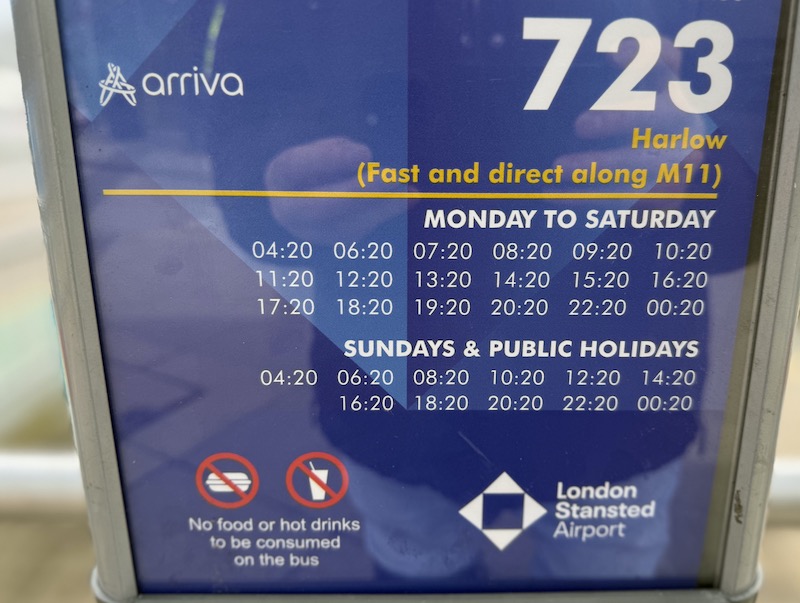 723
arriva
Harlow
(Fast and direct along M11)
MONDAY TO SATURDAY
04:20 06:20 07:20 08:20 09:20 10:20
11:20 12:20 13:20 14:20 15:20 16:20
17:20 18:20 19:20 20:20 22:20 00:20
SUNDAYS & PUBLIC HOLIDAYS
04:20 06:20 08:20 10:20 12:20 14:20
16:20 18:20 20:20 22:20 00:20
No food or hot drinks
to be consumed
on the bus
London
Stansted
Airport